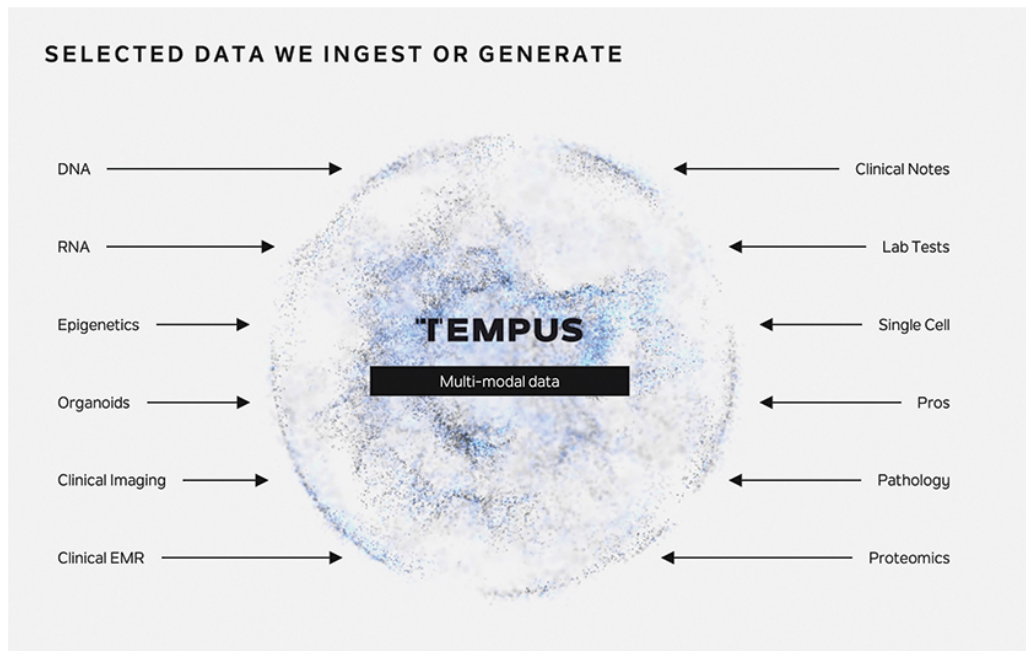 SELECTED DATA WE INGEST OR GENERATE
DNA
RNA
Epigenetics
Organoids
Clinical Imaging
Clinical EMR
TEMPUS
Multi-modal data
Clinical Notes
Lab Tests
Single Cell
Pros
Pathology
Proteomics